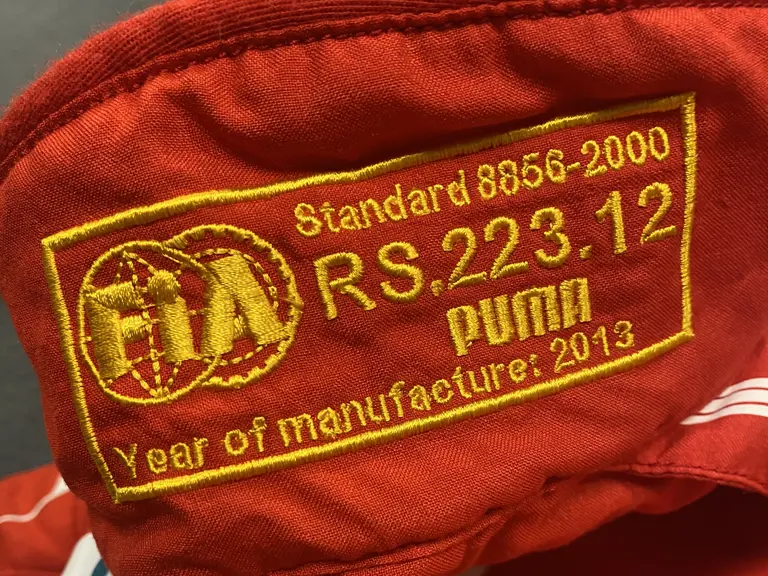 Standard 8856-2000
FIA
RS.223.12
PUMA
Year of manufacture: 2013